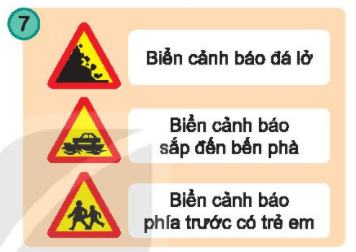 7
Biển cảnh báo đá lở
Biển cảnh báo
sắp đến bến phà
Biển cảnh báo
phía trước có trẻ em